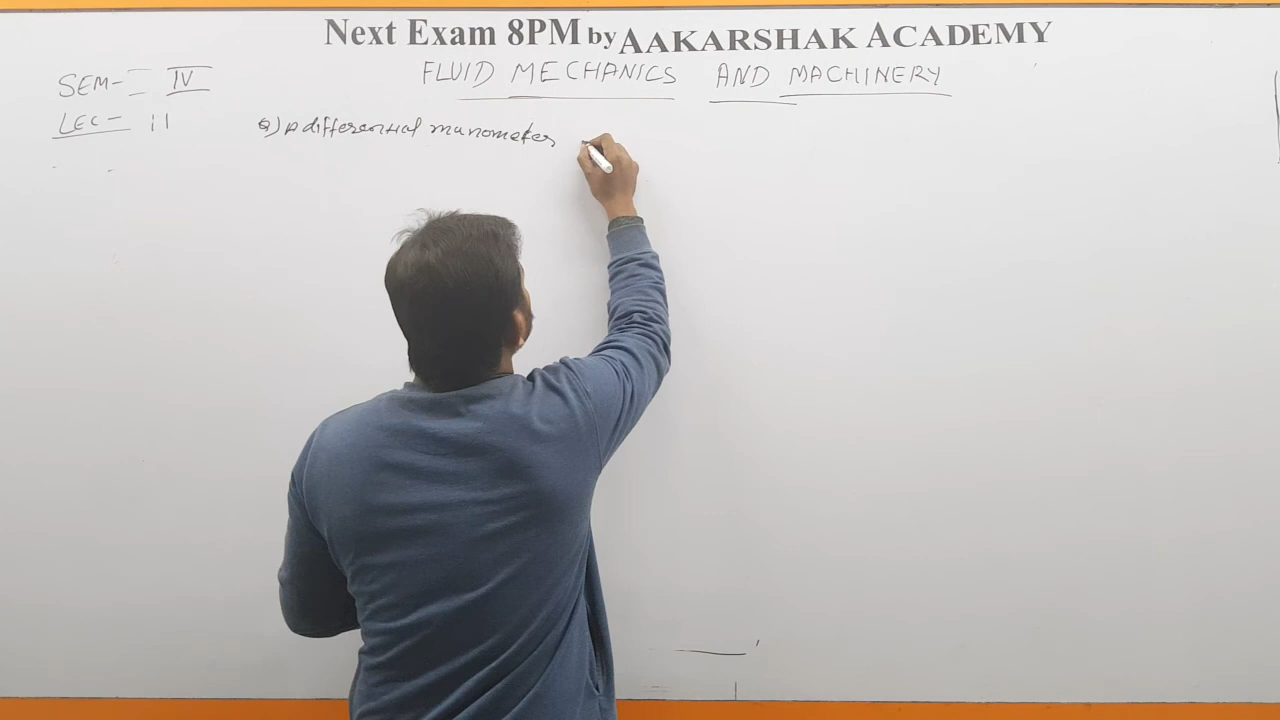 Next Exam 8PM by AAKARSHAK ACADEMY
FLUID MECHANICS AND MACHINERY
SEM- IV
LEC- 11
Q) A differential manometer